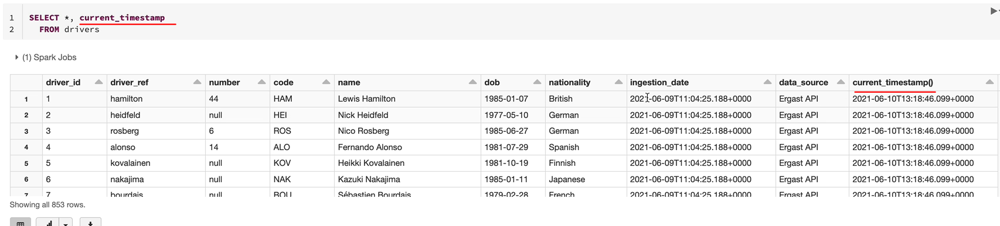 1 SELECT *, current_timestamp
2 FROM drivers
(1) Spark Jobs
driver_id driver_ref number code name dob nationality ingestion_date data_source current_timestamp()
1 1 hamilton 44 HAM Lewis Hamilton 1985-01-07 British 2021-06-09T11:04:25.188+0000 Ergast API 2021-06-10T13:18:46.099+0000
2 2 heidfeld null HEI Nick Heidfeld 1977-05-10 German 2021-06-09T11:04:25.188+0000 Ergast API 2021-06-10T13:18:46.099+0000
3 3 rosberg 6 ROS Nico Rosberg 1985-06-27 German 2021-06-09T11:04:25.188+0000 Ergast API 2021-06-10T13:18:46.099+0000
4 4 alonso 14 ALO Fernando Alonso 1981-07-29 Spanish 2021-06-09T11:04:25.188+0000 Ergast API 2021-06-10T13:18:46.099+0000
5 5 kovalainen null KOV Heikki Kovalainen 1981-10-19 Finnish 2021-06-09T11:04:25.188+0000 Ergast API 2021-06-10T13:18:46.099+0000
6 6 nakajima null NAK Kazuki Nakajima 1985-01-11 Japanese 2021-06-09T11:04:25.188+0000 Ergast API 2021-06-10T13:18:46.099+0000
7 7 bourdais null BOU Sébastien Bourdais 1979-02-28 French 2021-06-09T11:04:25.188+0000 Ergast API 2021-06-10T13:18:46.099+0000
Showing all 853 rows.